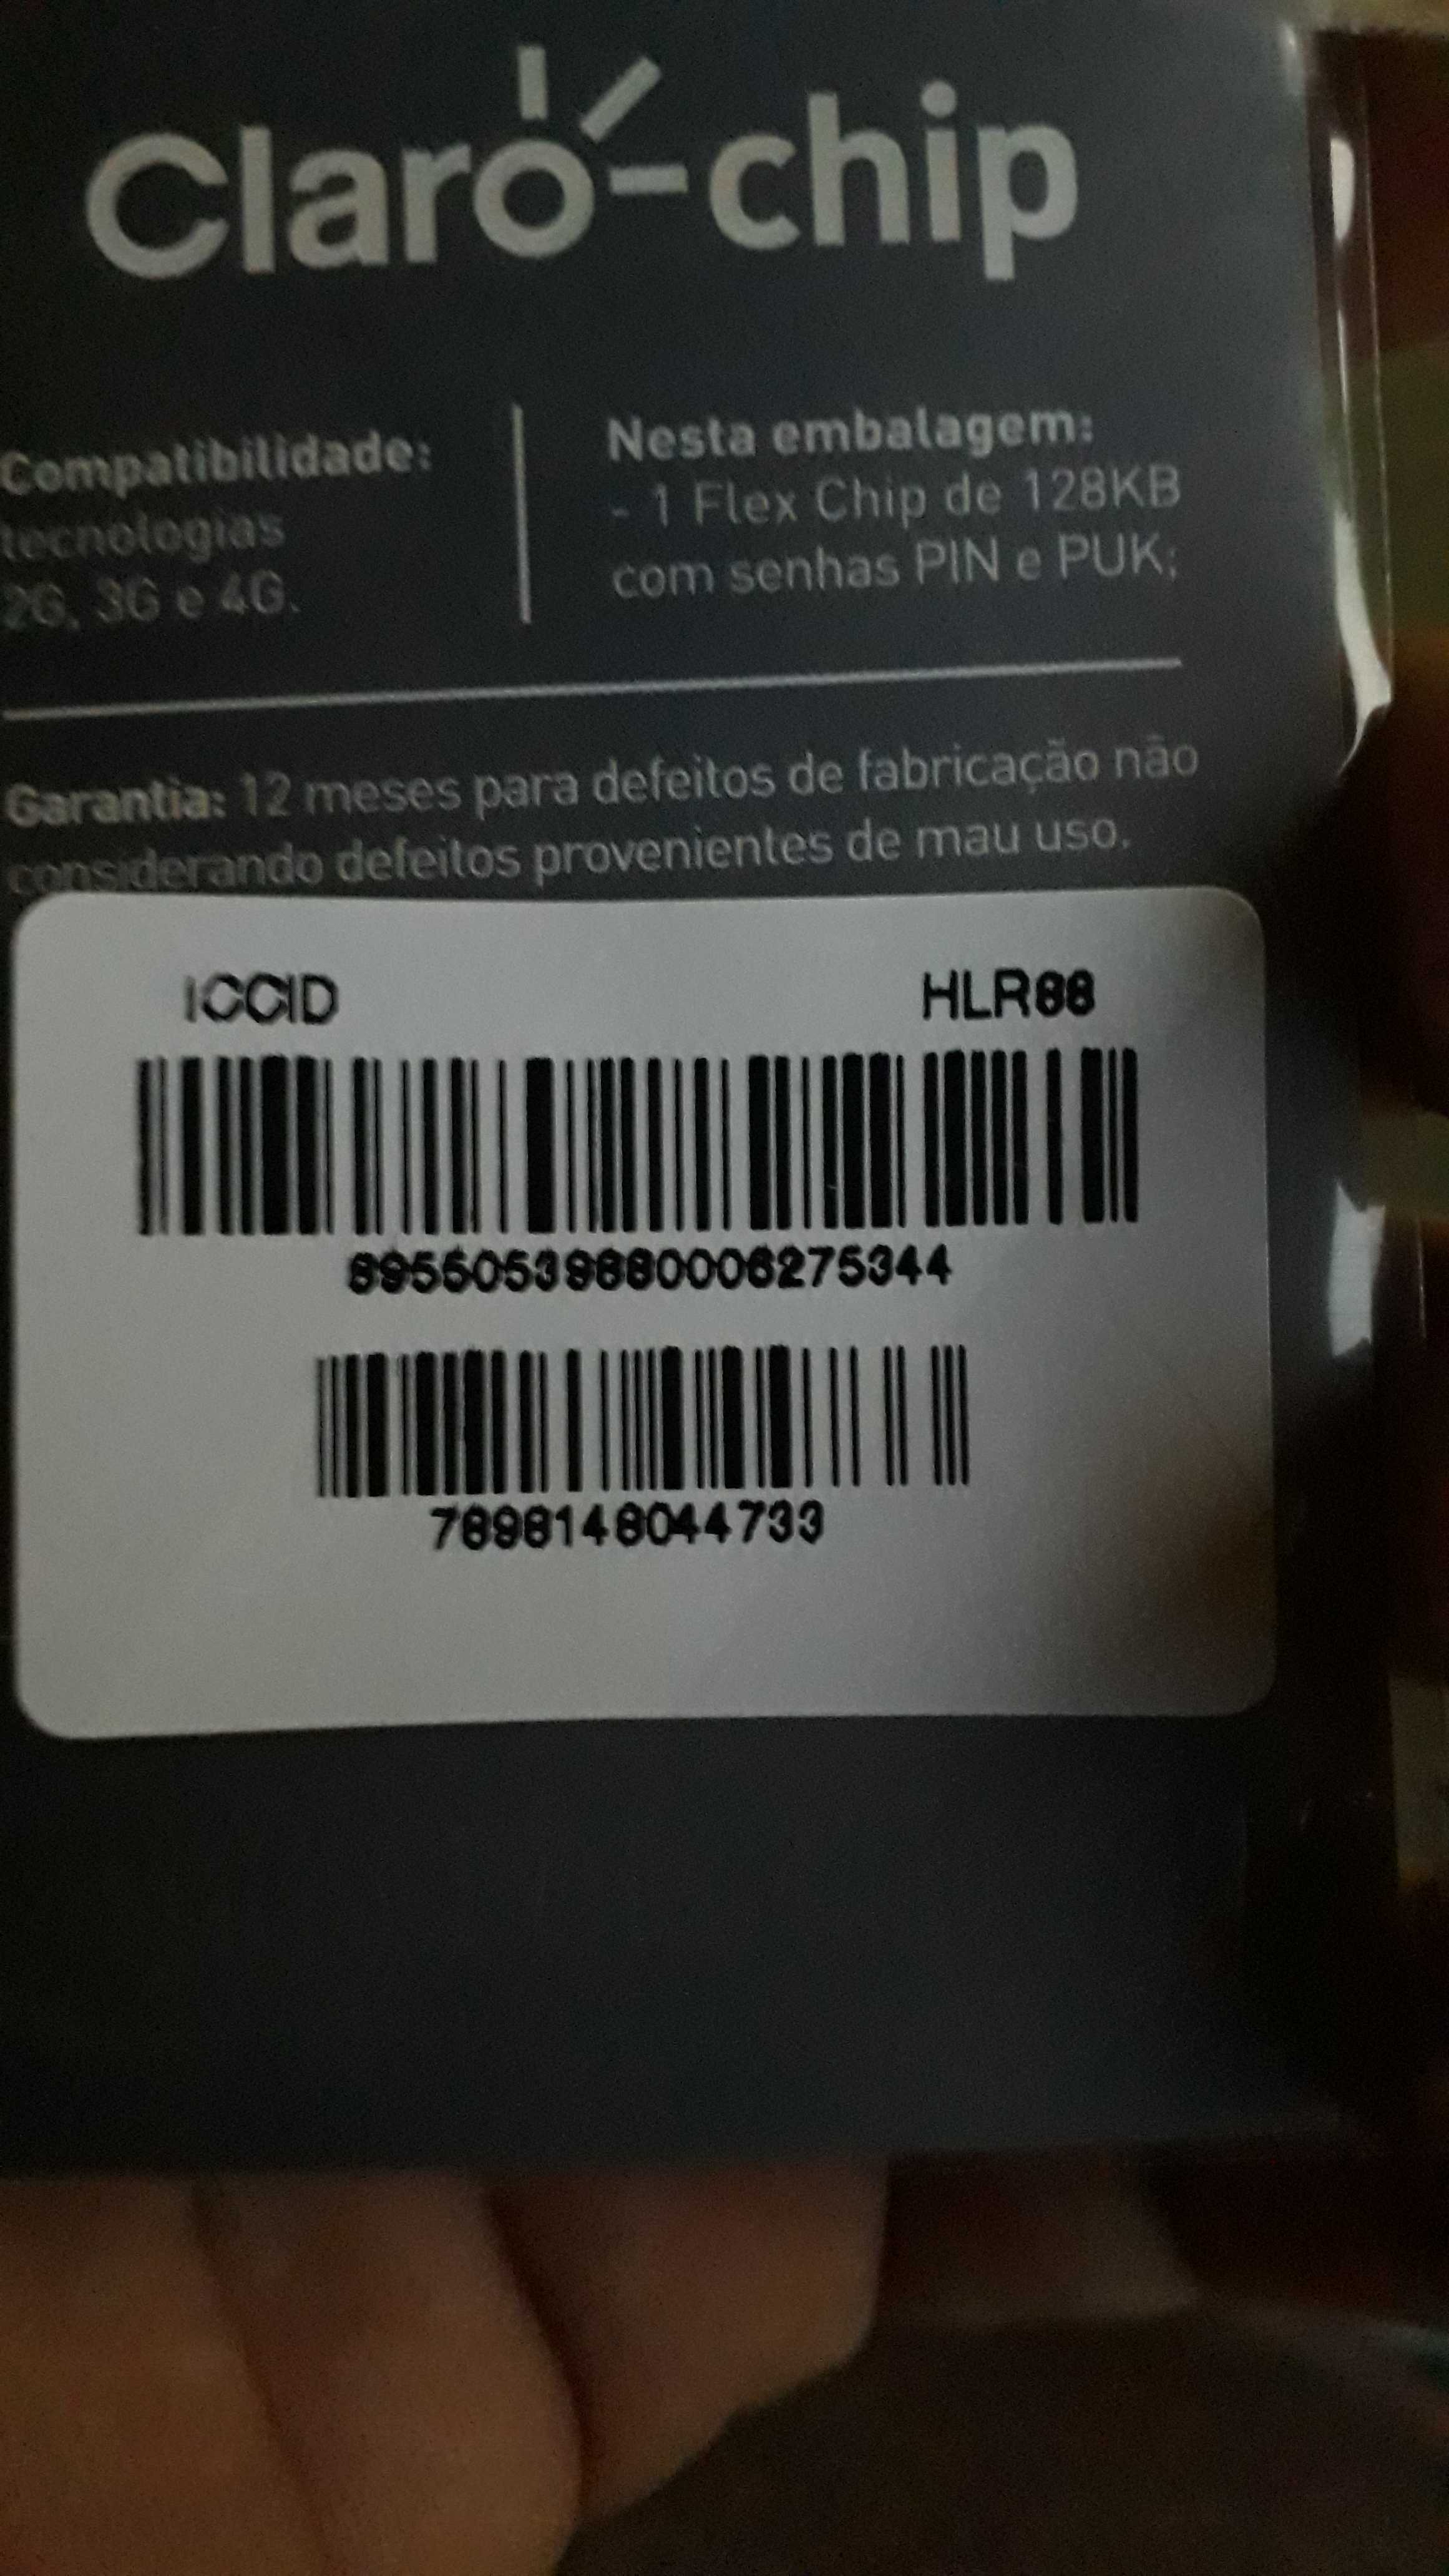 Claro-chip
Compatibilidade:
tecnologias
2G, 3G e 4G.
Nesta embalagem:
- 1 Flex Chip de 128KB
com senhas PIN e PUK;
Garantia: 12 meses para defeitos de fabricação não
considerando defeitos provenientes de mau uso.
ICCID
HLR88
89550539880006275344
7898148044733